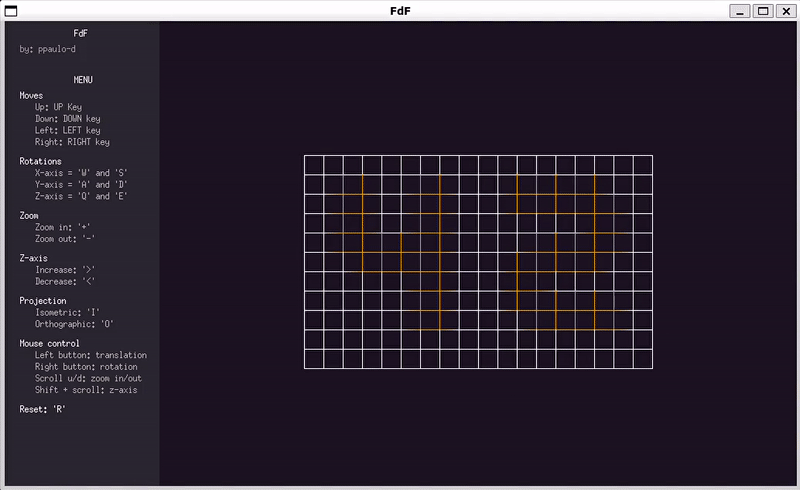 FdF
FdF
by: ppaulo-d
MENU
Moves
Up: UP Key
Down: DOWN key
Left: LEFT key
Right: RIGHT key
Rotations
X-axis = 'W' and 'S'
Y-axis = 'A' and 'D'
Z-axis = 'Q' and 'E'
Zoom
Zoom in: '+'
Zoom out: '-'
Z-axis
Increase: '>'
Decrease: '<'
Projection
Isometric: 'I'
Orthographic: 'O'
Mouse control
Left button: translation
Right button: rotation
Scroll u/d: zoom in/out
Shift + scroll: z-axis
Reset: 'R'
42